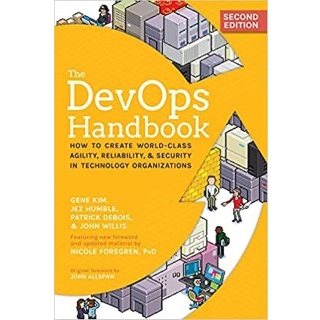 SECOND
EDITION
The
DevOps
Handbook
HOW TO CREATE WORLD-CLASS
AGILITY, RELIABILITY, & SECURITY
IN TECHNOLOGY ORGANIZATIONS
GENE KIM,
JEZ HUMBLE,
PATRICK DEBOIS,
& JOHN WILLIS
Featuring new foreword
and updated material by
NICOLE FORSGREN, PhD
Original foreword by
JOHN ALLSPAW